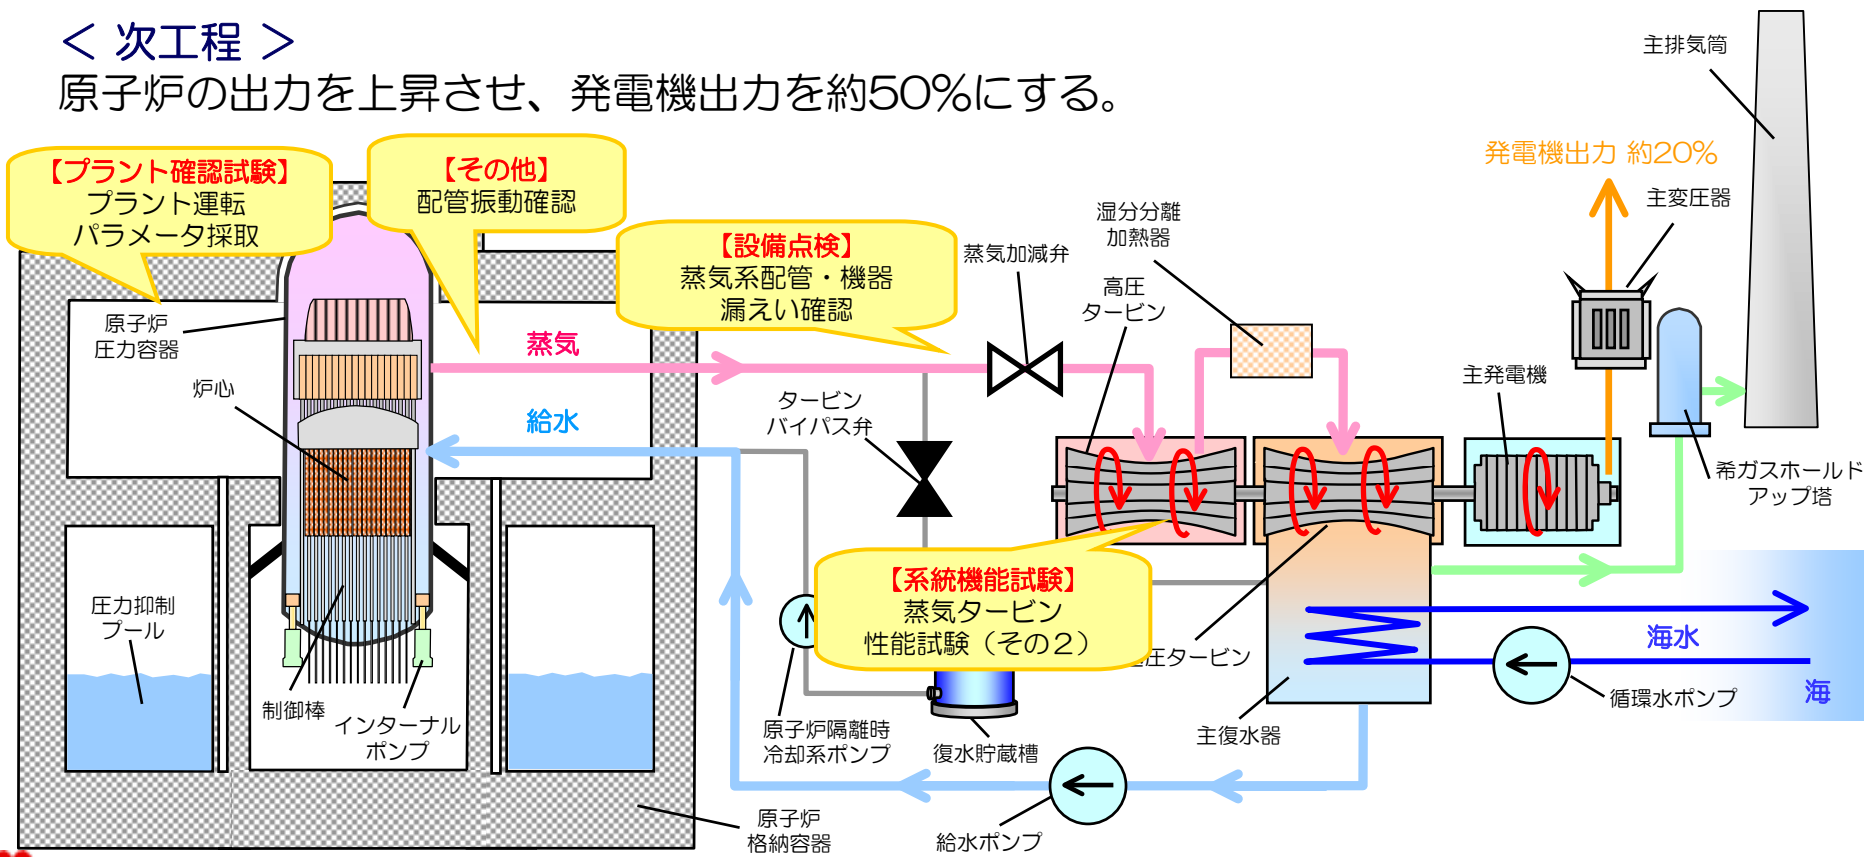 ＜ 次工程 ＞
原子炉の出力を上昇させ、発電機出力を約50％にする。
【プラント確認試験】
プラント運転
パラメータ採取
【その他】
配管振動確認
【設備点検】
蒸気系配管・機器
漏えい確認
蒸気加減弁
湿分分離
加熱器
高圧
タービン
発電機出力 約20％
主変圧器
主排気筒
原子炉
圧力容器
炉心
蒸気
給水
タービン
バイパス弁
主発電機
希ガスホールド
アップ塔
【系統機能試験】
蒸気タービン
性能試験（その２）
圧力抑制
プール
制御棒
インターナル
ポンプ
原子炉隔離時
冷却系ポンプ
復水貯蔵槽
圧タービン
主復水器
海水
循環水ポンプ
海
原子炉
格納容器
給水ポンプ